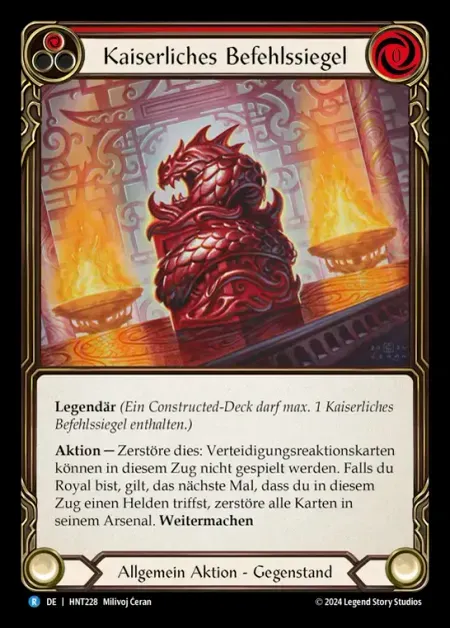 Kaiserliches Befehlssiegel
0
Legendär (Ein Constructed-Deck darf max. 1 Kaiserliches
Befehlssiegel enthalten.)
Aktion — Zerstöre dies: Verteidigungsreaktionskarten
können in diesem Zug nicht gespielt werden. Falls du
Royal bist, gilt, das nächste Mal, dass du in diesem
Zug einen Helden triffst, zerstöre alle Karten in
seinem Arsenal. Weitermachen
Allgemein Aktion - Gegenstand
R DE | HNT228 Milivoj Ćeran © 2024 Legend Story Studios